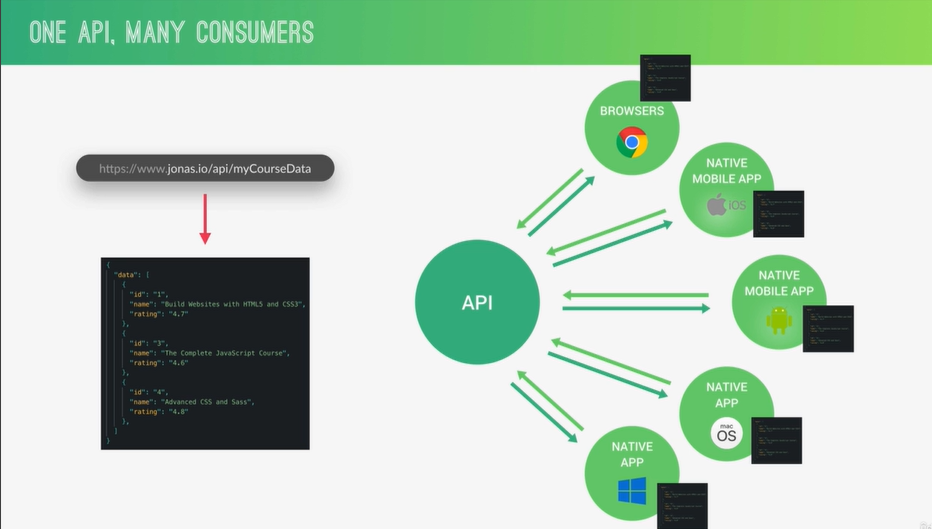 ONE API, MANY CONSUMERS
https://www.jonas.io/api/myCourseData
{
"data": [
{
"id": "1",
"name": "Build Websites with HTML5 and CSS3",
"rating": "4.7"
},
{
"id": "3",
"name": "The Complete JavaScript Course",
"rating": "4.6"
},
{
"id": "4",
"name": "Advanced CSS and Sass",
"rating": "4.8"
},
]
}
API
BROWSERS
NATIVE
MOBILE APP
iOS
NATIVE
MOBILE APP
NATIVE
APP
mac
OS
NATIVE
APP